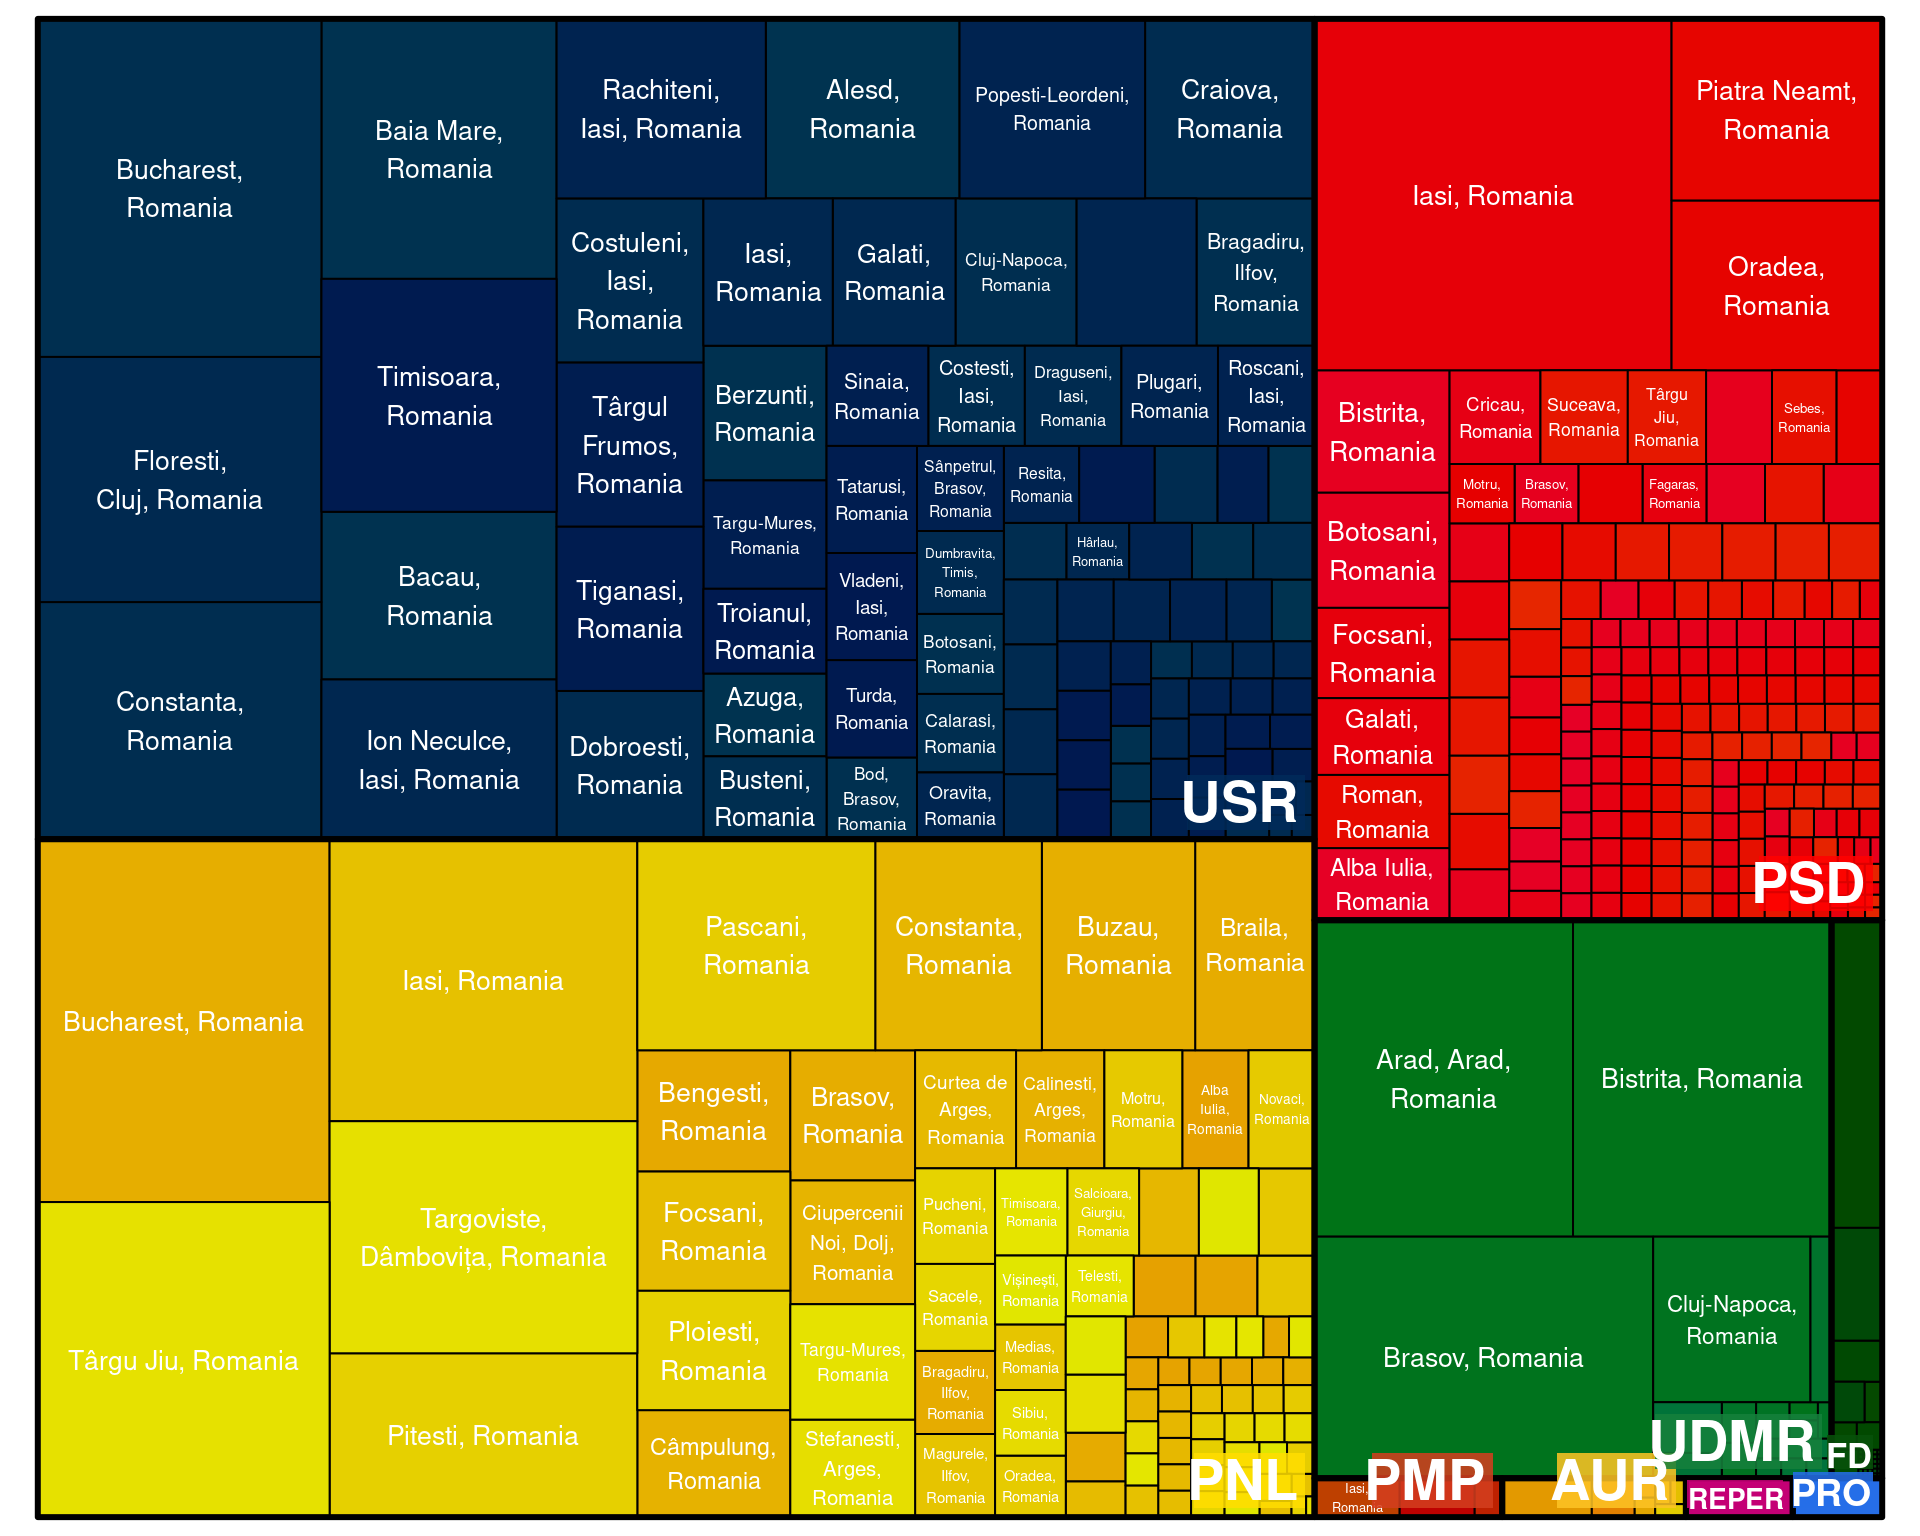 Bucharest,
Romania
Floresti,
Cluj, Romania
Constanta,
Romania
Baia Mare,
Romania
Timisoara,
Romania
Bacau,
Romania
Ion Neculce,
Iasi, Romania
Rachiteni,
Iasi, Romania
Alesd,
Romania
Popesti-Leordeni,
Romania
Craiova,
Romania
Costuleni,
Iasi,
Romania
Târgul
Frumos,
Romania
Tiganasi,
Romania
Dobroesti,
Romania
Iasi,
Romania
Galati,
Romania
Cluj-Napoca,
Romania
Bragadiru,
Ilfov,
Romania
Berzunti,
Romania
Targu-Mures,
Romania
Troianul,
Romania
Azuga,
Romania
Busteni,
Romania
Sinaia,
Romania
Costesti,
Iasi,
Romania
Draguseni,
Iasi,
Romania
Plugari,
Romania
Roscani,
Iasi,
Romania
Tatarusi,
Romania
Vladeni,
Iasi,
Romania
Turda,
Romania
Bod,
Brasov,
Romania
Sânpetrul,
Brasov,
Romania
Dumbravita,
Timis,
Romania
Botosani,
Romania
Calarasi,
Romania
Oravita,
Romania
Resita,
Romania
Hârlau,
Romania
USR
Iasi, Romania
Piatra Neamt,
Romania
Oradea,
Romania
Bistrita,
Romania
Botosani,
Romania
Focsani,
Romania
Galati,
Romania
Roman,
Romania
Alba Iulia,
Romania
Cricau,
Romania
Suceava,
Romania
Târgu
Jiu,
Romania
Sebes,
Romania
Motru,
Romania
Brasov,
Romania
Fagaras,
Romania
PSD
Bucharest, Romania
Târgu Jiu, Romania
Iasi, Romania
Targoviste,
Dâmbovița, Romania
Pitesti, Romania
Pascani,
Romania
Constanta,
Romania
Buzau,
Romania
Braila,
Romania
Bengesti,
Romania
Focsani,
Romania
Ploiesti,
Romania
Câmpulung,
Romania
Brasov,
Romania
Ciupercenii
Noi, Dolj,
Romania
Targu-Mures,
Romania
Stefanesti,
Arges,
Romania
Curtea de
Arges,
Romania
Calinesti,
Arges,
Romania
Motru,
Romania
Alba
Iulia,
Romania
Novaci,
Romania
Pucheni,
Romania
Sacele,
Romania
Bragadiru,
Ilfov,
Romania
Magurele,
Ilfov,
Romania
Timisoara,
Romania
Salcioara,
Giurgiu,
Romania
Vișinești,
Romania
Telesti,
Romania
Medias,
Romania
Sibiu,
Romania
Oradea,
Romania
PNL
Arad, Arad,
Romania
Bistrita, Romania
Brasov, Romania
Cluj-Napoca,
Romania
UDMR
FD
Iasi,
Romania
PMP
AUR
REPER
PRO